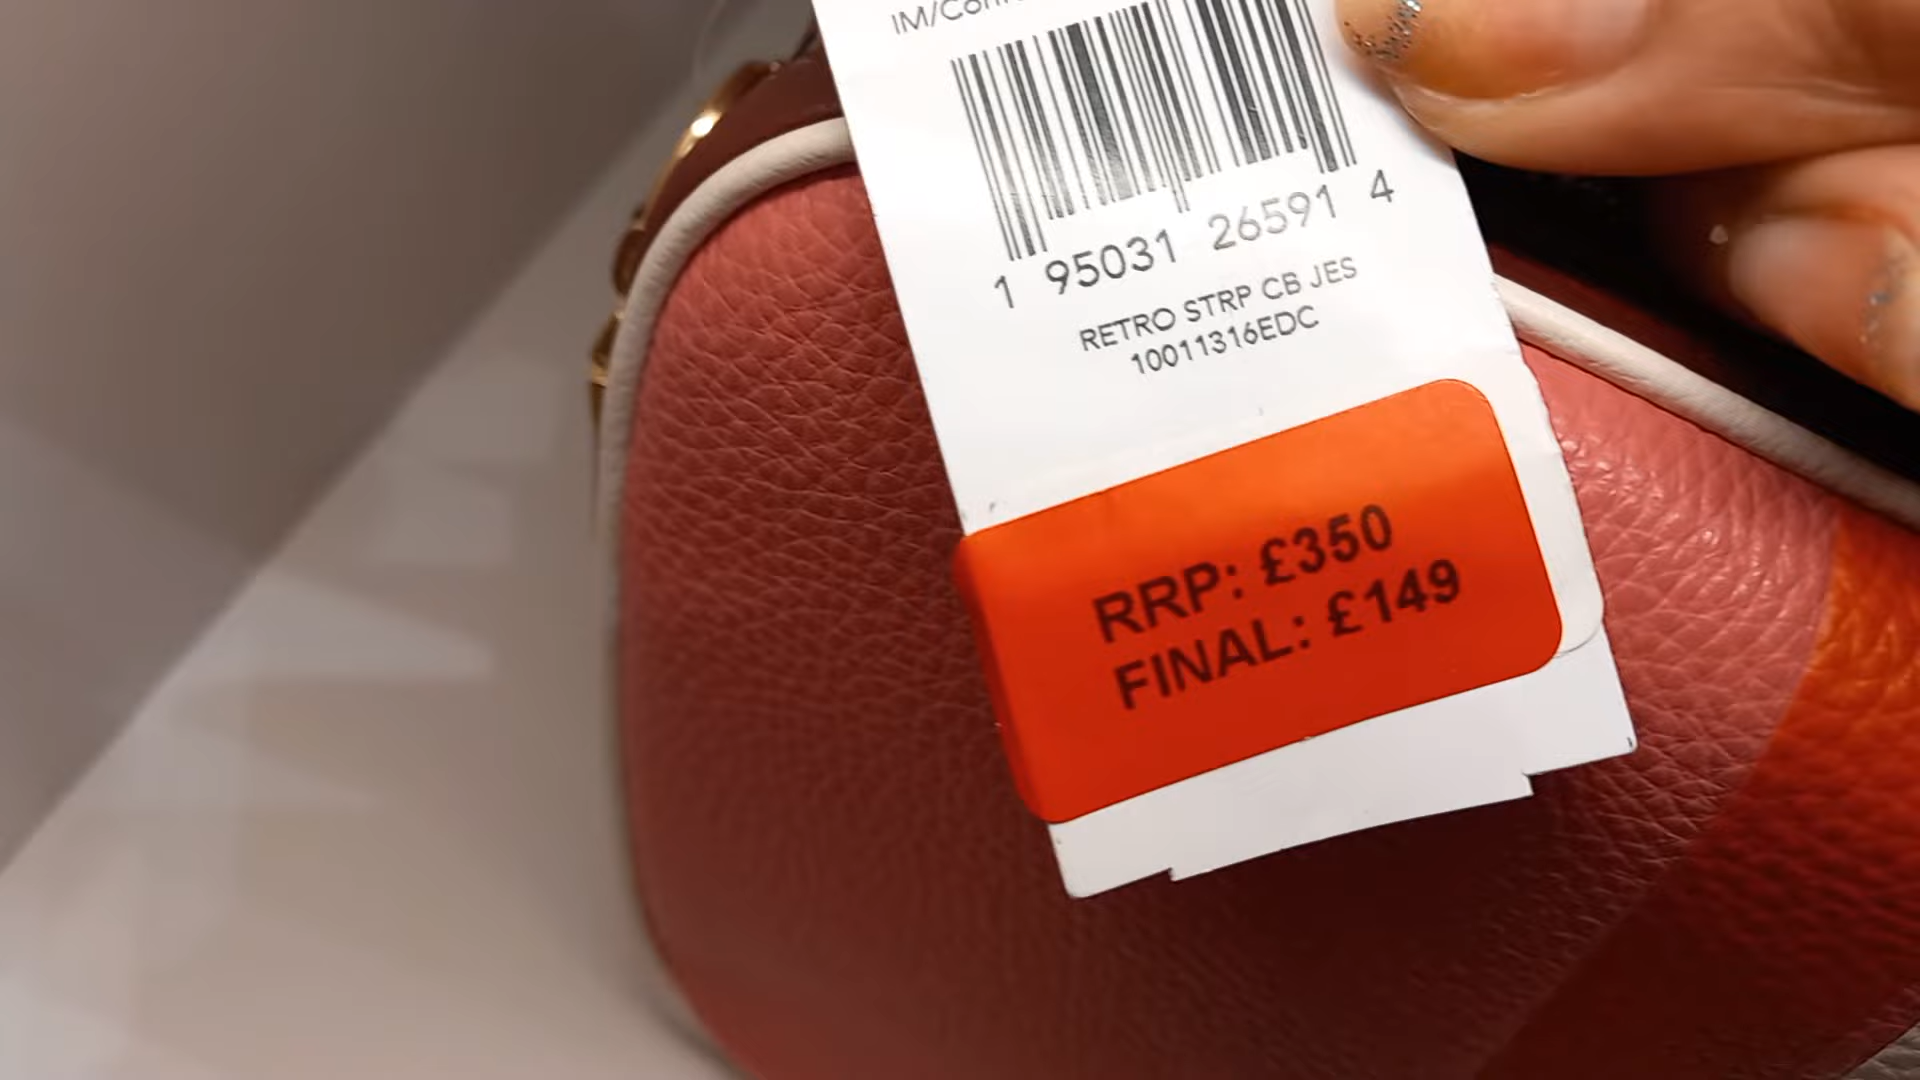 1 95031 26591 4
RETRO STRP CB JES
10011316EDC
RRP: £350
FINAL: £149